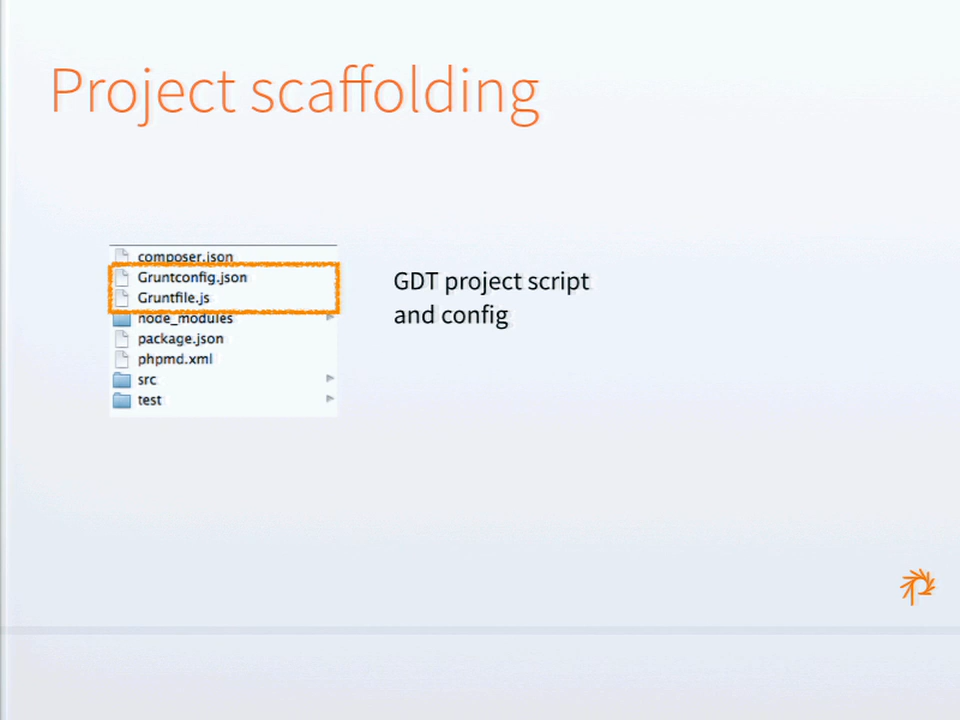 Project scaffolding
composer.json
Gruntconfig.json
Gruntfile.js
node_modules
package.json
phpmd.xml
src
test
GDT project script
and config